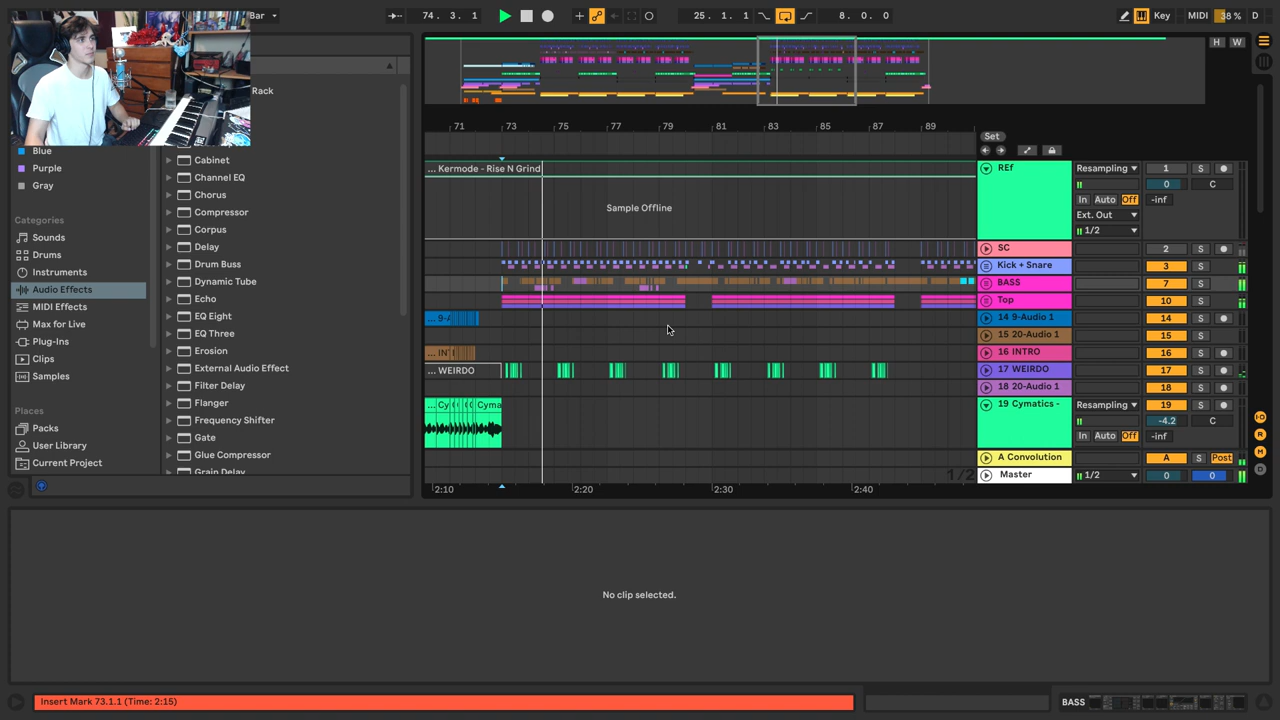 Bar
74 3. 1
25. 1. 1
8. 0. 0
Key
MIDI
38 %
D
H W
Rack
Blue
Purple
Gray
Categories
Sounds
Drums
Instruments
Audio Effects
MIDI Effects
Max for Live
Plug-Ins
Clips
Samples
Places
Packs
User Library
Current Project
Cabinet
Channel EQ
Chorus
Compressor
Corpus
Delay
Drum Buss
Dynamic Tube
Echo
EQ Eight
EQ Three
Erosion
External Audio Effect
Filter Delay
Flanger
Frequency Shifter
Gate
Glue Compressor
Grain Delay
71 73 75 77 79 81 83 85 87 89
Set
... Kermode - Rise N Grind
Sample Offline
REf
Resampling
1 S
0 C
In Auto Off
-inf
Ext. Out
1/2
SC
2 S
Kick + Snare
3 S
BASS
7 S
Top
10 S
... 9-A
14 9-Audio 1
14 S
15 20-Audio 1
15 S
... INT
16 INTRO
16 S
... WEIRDO
17 WEIRDO
17 S
18 20-Audio 1
18 S
Cyma
19 Cymatics -
Resampling
19 S
-4.2 C
In Auto Off
-inf
A Convolution
A S Post
1/2
Master
1/2
0 0
2:10 2:20 2:30 2:40
No clip selected.
Insert Mark 73.1.1 (Time: 2:15)
BASS